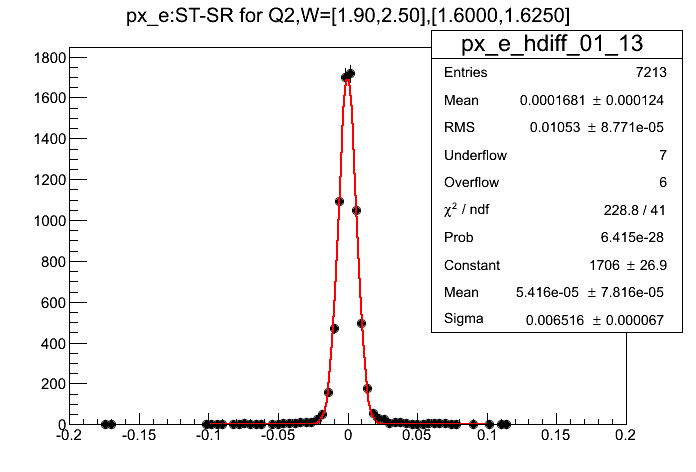 px_e:ST-SR for Q2,W=[1.90,2.50],[1.6000,1.6250]
px_e_hdiff_01_13
Entries 7213
Mean 0.0001681 ± 0.000124
RMS 0.01053 ± 8.771e-05
Underflow 7
Overflow 6
χ² / ndf 228.8 / 41
Prob 6.415e-28
Constant 1706 ± 26.9
Mean 5.416e-05 ± 7.816e-05
Sigma 0.006516 ± 0.000067
1800
1600
1400
1200
1000
800
600
400
200
0
-0.2 -0.15 -0.1 -0.05 0 0.05 0.1 0.15 0.2